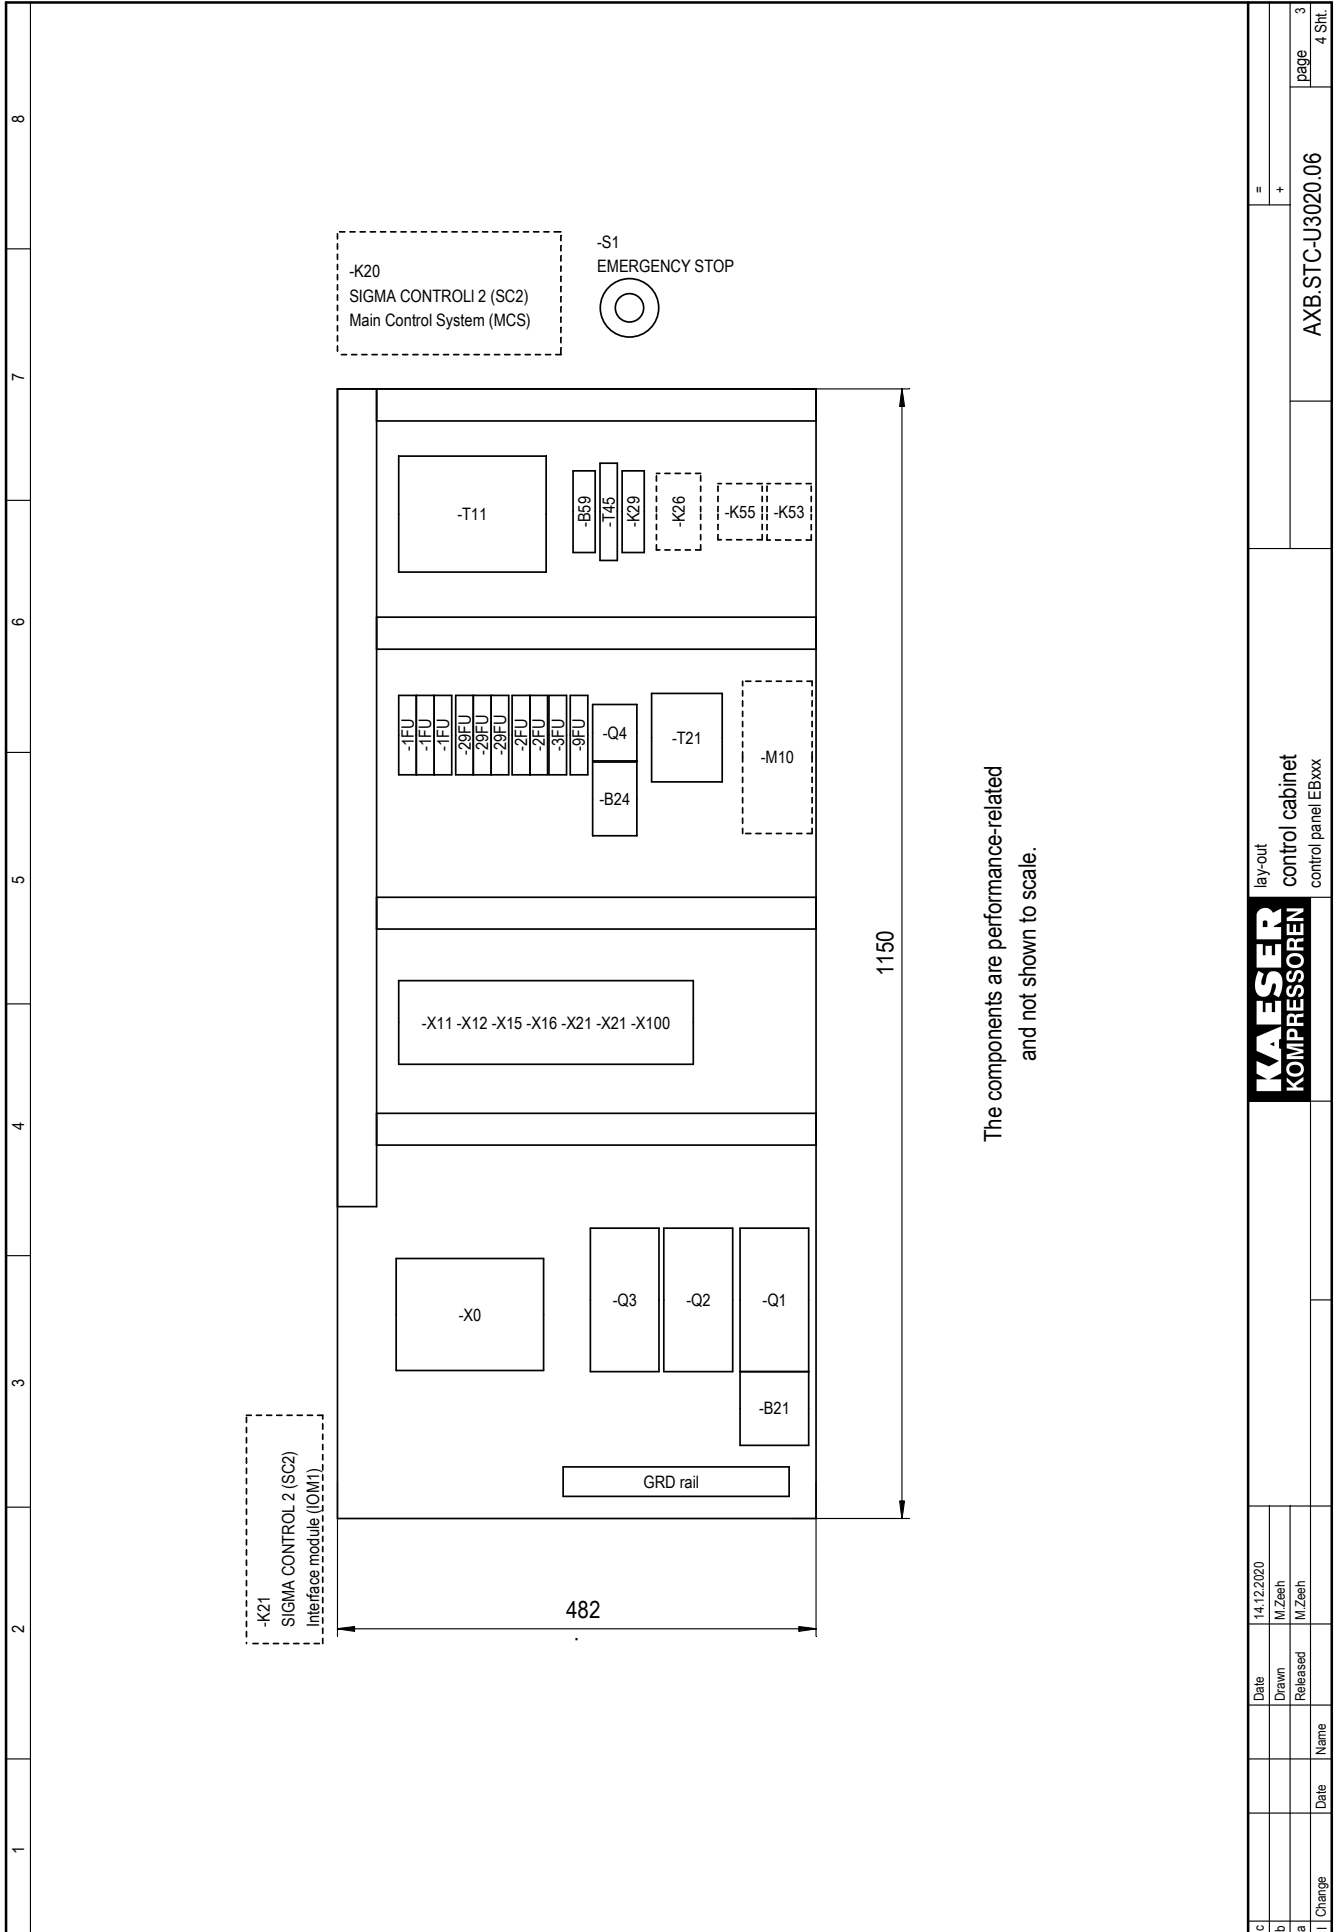 8
7
6
5
4
3
2
1
-K20
SIGMA CONTROLl 2 (SC2)
Main Control System (MCS)
-S1
EMERGENCY STOP
-T11
-B59
-T45
-K29
-K26
-K55
-K53
-1FU
-1FU
-1FU
-29FU
-29FU
-29FU
-2FU
-2FU
-3FU
-9FU
-Q4
-B24
-T21
-M10
-X11 -X12 -X15 -X16 -X21 -X21 -X100
-X0
-Q3
-Q2
-Q1
-B21
GRD rail
-K21
SIGMA CONTROL 2 (SC2)
Interface module (IOM1)
1150
482
The components are performance-related
and not shown to scale.
c
b
a
Change
Date
Name
Date
14.12.2020
Drawn
M.Zeeh
Released
M.Zeeh
KAESER
KOMPRESSOREN
lay-out
control cabinet
control panel EBxxx
=
+
AXB.STC-U3020.06
page 3
4 Sht.